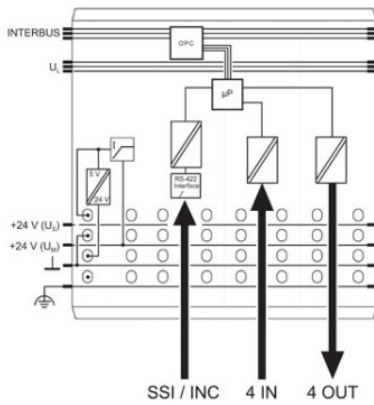 INTERBUS
OPC
UL
µP
I
5 V
24 V
RS-422
Interface
+24 V (US)
+24 V (UM)
SSI / INC
4 IN
4 OUT